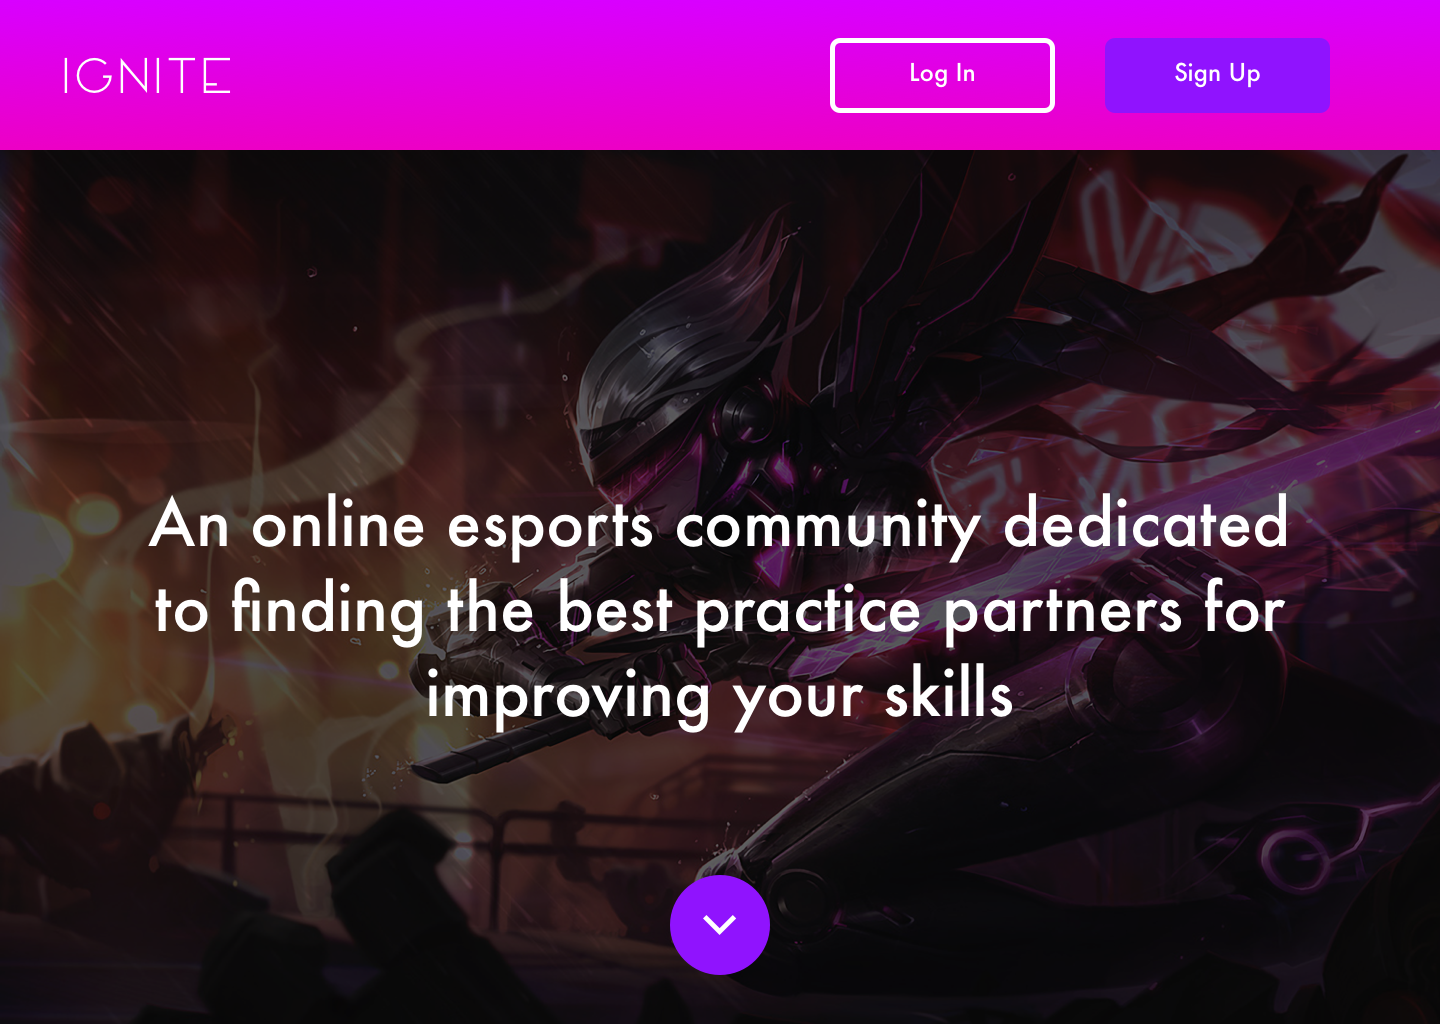 IGNITE
Log In
Sign Up
An online esports community dedicated
to finding the best practice partners for
improving your skills